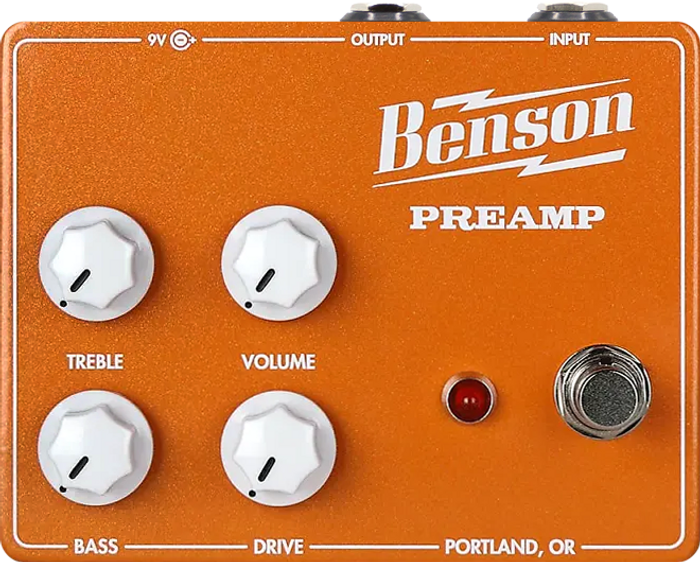 9V - +
OUTPUT
INPUT
Benson
PREAMP
TREBLE
VOLUME
BASS
DRIVE
PORTLAND, OR